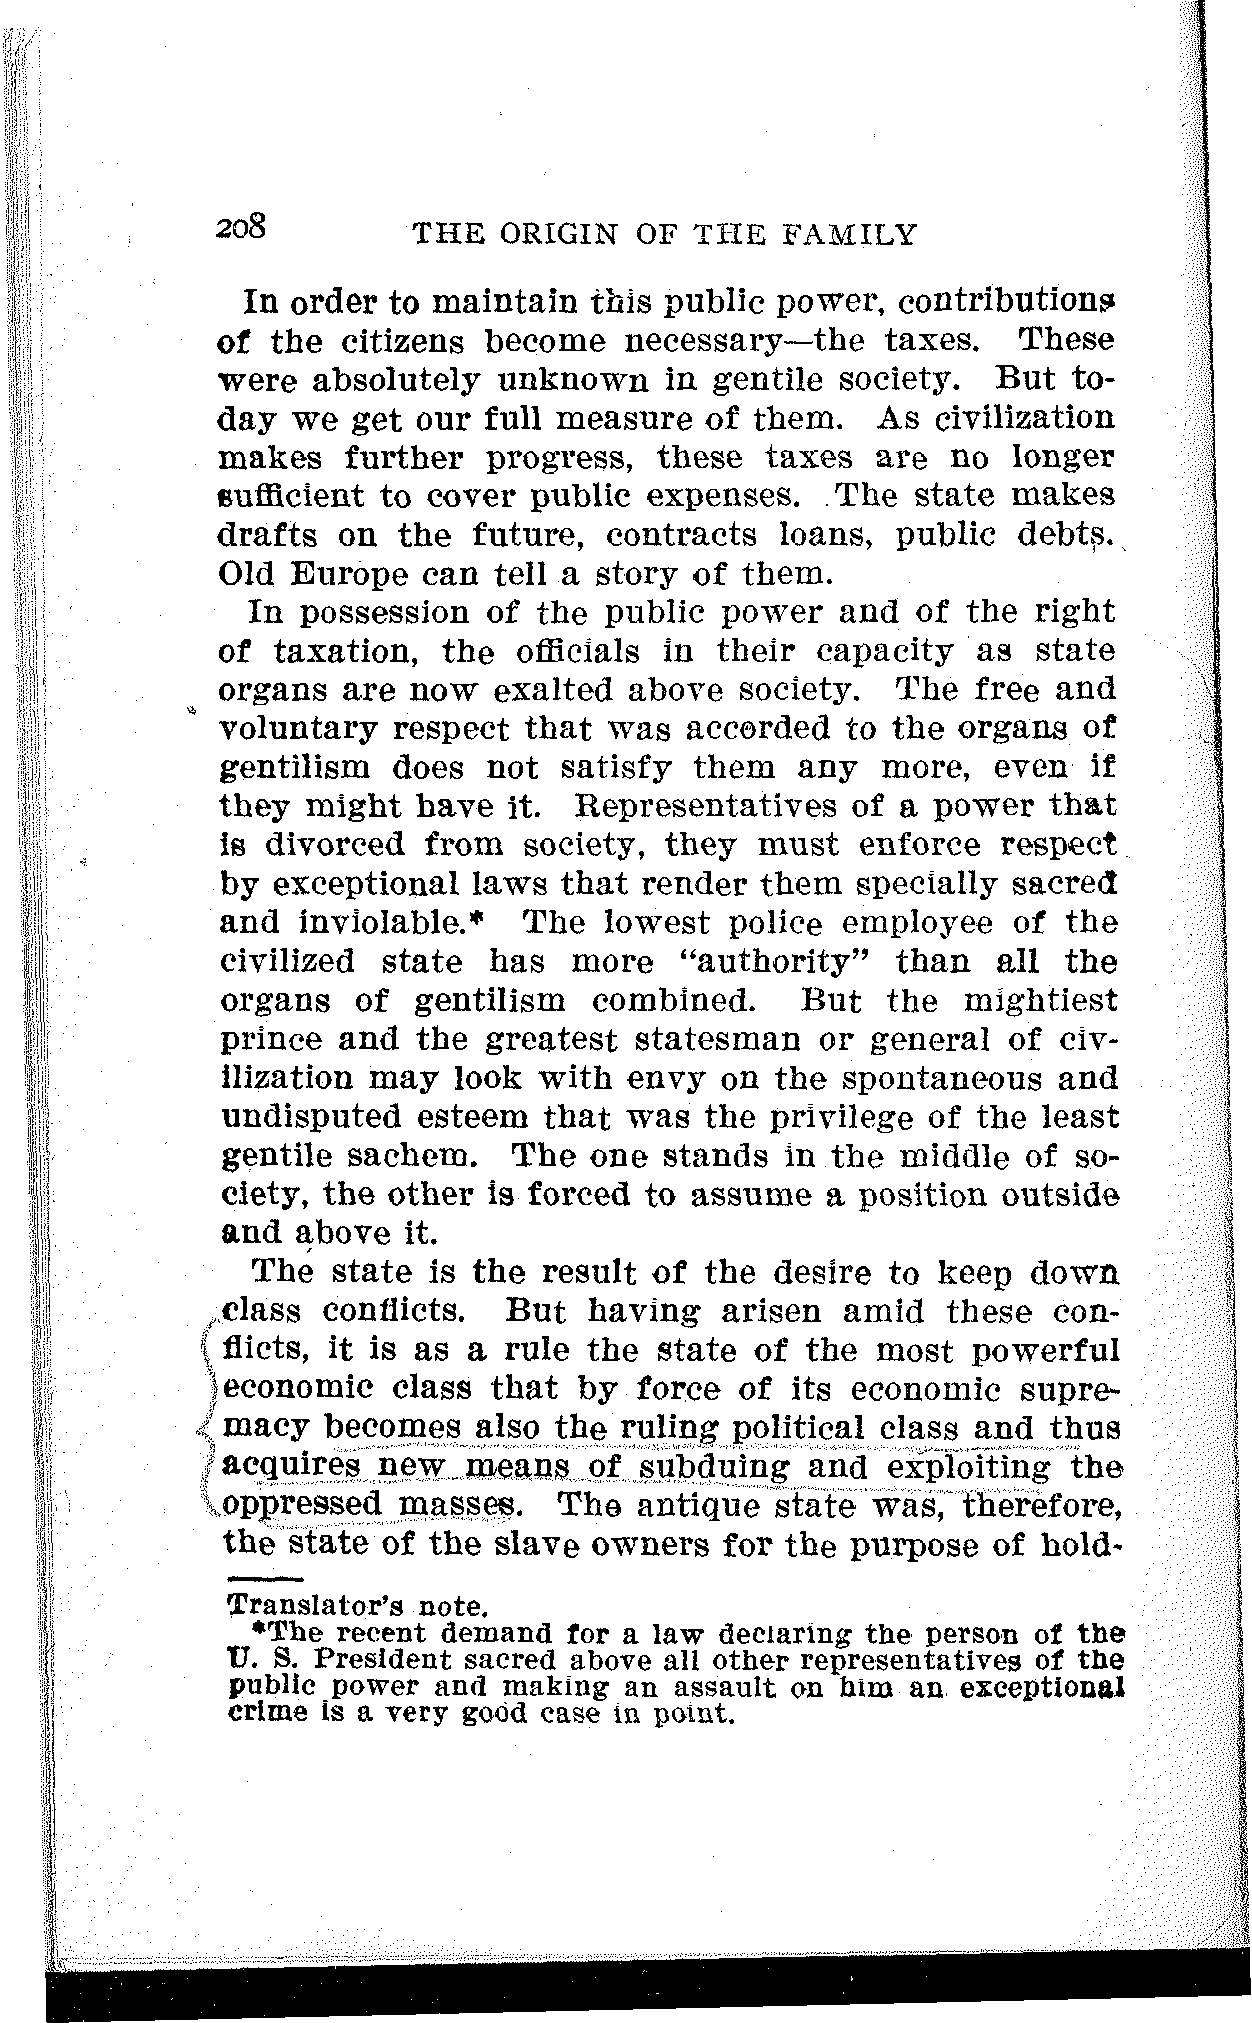 208 THE ORIGIN OF THE FAMILY
In order to maintain this public power, contributions
of the citizens become necessary—the taxes. These
were absolutely unknown in gentile society. But to-
day we get our full measure of them. As civilization
makes further progress, these taxes are no longer
sufficient to cover public expenses. The state makes
drafts on the future, contracts loans, public debts.
Old Europe can tell a story of them.
In possession of the public power and of the right
of taxation, the officials in their capacity as state
organs are now exalted above society. The free and
voluntary respect that was accorded to the organs of
gentilism does not satisfy them any more, even if
they might have it. Representatives of a power that
is divorced from society, they must enforce respect
by exceptional laws that render them specially sacred
and inviolable.* The lowest police employee of the
civilized state has more “authority” than all the
organs of gentilism combined. But the mightiest
prince and the greatest statesman or general of civ-
ilization may look with envy on the spontaneous and
undisputed esteem that was the privilege of the least
gentile sachem. The one stands in the middle of so-
ciety, the other is forced to assume a position outside
and above it.
The state is the result of the desire to keep down
class conflicts. But having arisen amid these con-
flicts, it is as a rule the state of the most powerful
economic class that by force of its economic supre-
macy becomes also the ruling political class and thus
acquires new means of subduing and exploiting the
oppressed masses. The antique state was, therefore,
the state of the slave owners for the purpose of hold-
Translator's note.
*The recent demand for a law declaring the person of the
U. S. President sacred above all other representatives of the
public power and making an assault on him an exceptional
crime is a very good case in point.